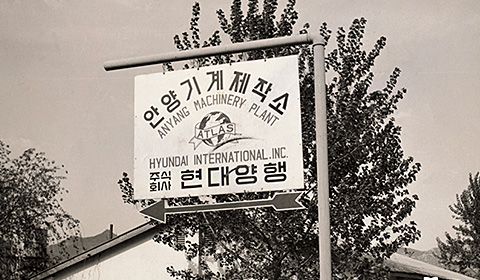 안양기계제작소
ANYANG MACHINERY PLANT
ATLAS
HYUNDAI INTERNATIONAL. INC.
주식회사 현대양행